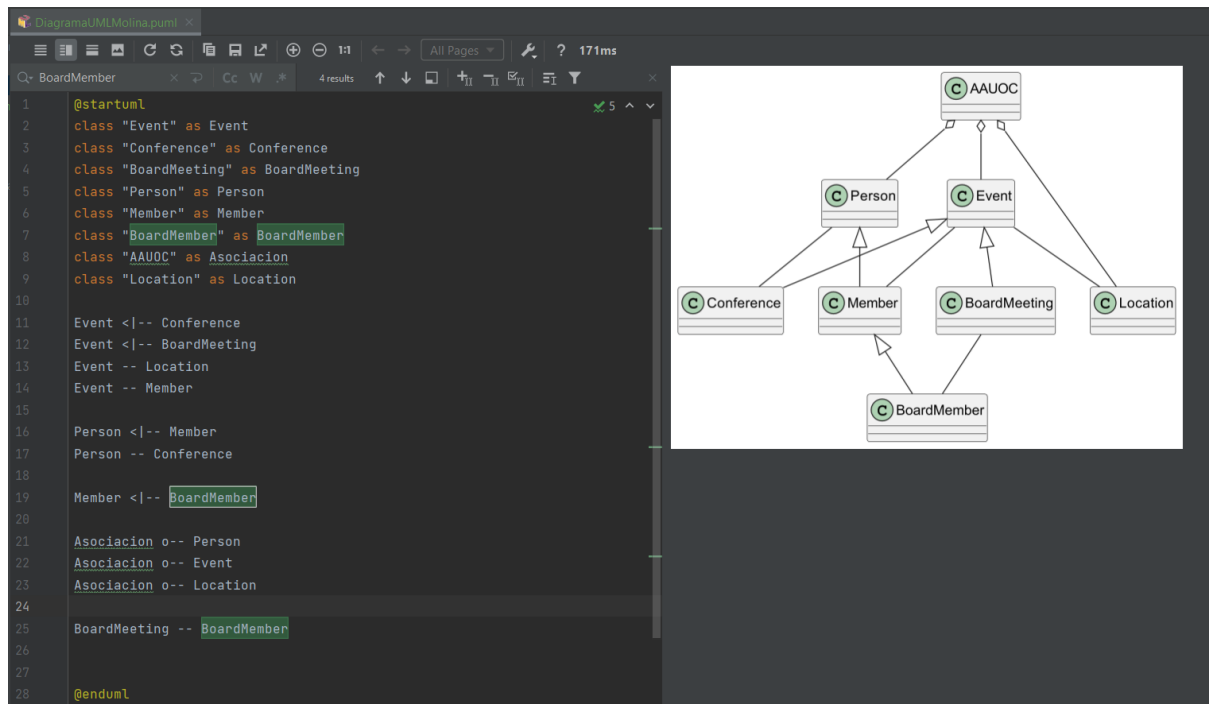 DiagramaUMLMolina.puml ×
1:1 All Pages ? 171ms
BoardMember × Cc W .* 4 results ×
1 @startuml 5
2 class "Event" as Event
3 class "Conference" as Conference
4 class "BoardMeeting" as BoardMeeting
5 class "Person" as Person
6 class "Member" as Member
7 class "BoardMember" as BoardMember
8 class "AAUOC" as Asociacion
9 class "Location" as Location
10
11 Event <|-- Conference
12 Event <|-- BoardMeeting
13 Event -- Location
14 Event -- Member
15
16 Person <|-- Member
17 Person -- Conference
18
19 Member <|-- BoardMember
20
21 Asociacion o-- Person
22 Asociacion o-- Event
23 Asociacion o-- Location
24
25 BoardMeeting -- BoardMember
26
27
28 @enduml
C AAUOC
C Person C Event
C Conference C Member C BoardMeeting C Location
C BoardMember